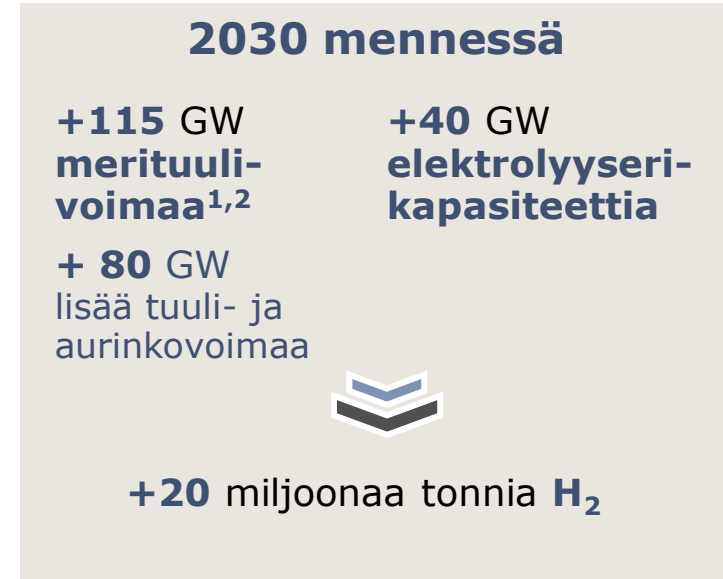 2030 mennessä
+115 GW
merituuli-
voimaa¹,²
+ 80 GW
lisää tuuli- ja
aurinkovoimaa
+40 GW
elektrolyyseri-
kapasiteettia
+20 miljoonaa tonnia H₂